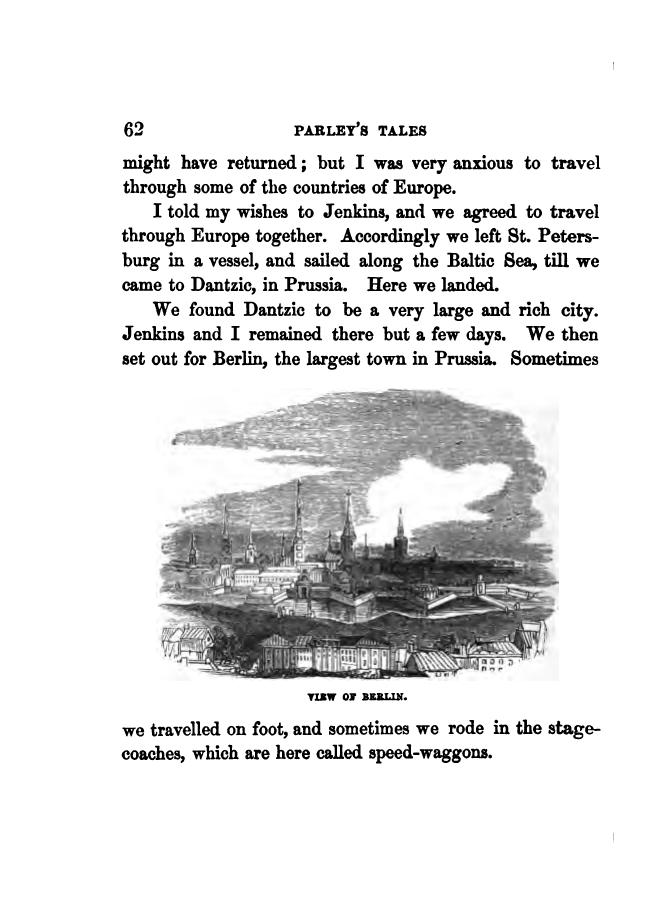 62 PARLEY'S TALES
might have returned; but I was very anxious to travel
through some of the countries of Europe.
I told my wishes to Jenkins, and we agreed to travel
through Europe together. Accordingly we left St. Peters-
burg in a vessel, and sailed along the Baltic Sea, till we
came to Dantzic, in Prussia. Here we landed.
We found Dantzic to be a very large and rich city.
Jenkins and I remained there but a few days. We then
set out for Berlin, the largest town in Prussia. Sometimes
VIEW OF BERLIN.
we travelled on foot, and sometimes we rode in the stage-
coaches, which are here called speed-waggons.